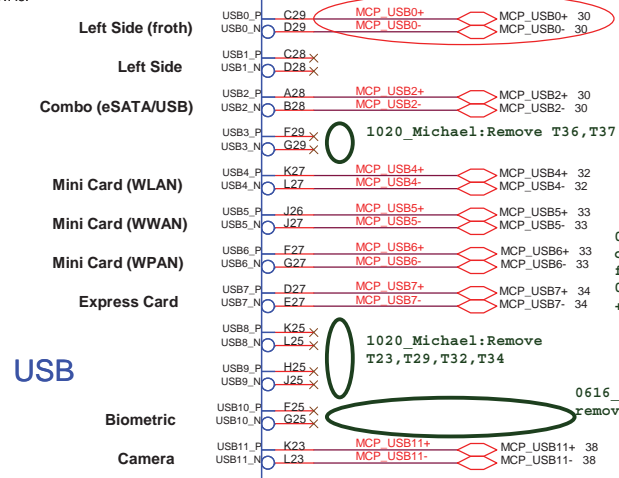 USB0_P C29 MCP_USB0+ MCP_USB0+ 30
Left Side (froth) USB0_N D29 MCP_USB0- MCP_USB0- 30
USB1_P C28
Left Side USB1_N D28
USB2_P A28 MCP_USB2+ MCP_USB2+ 30
Combo (eSATA/USB) USB2_N B28 MCP_USB2- MCP_USB2- 30
USB3_P F29 1020_Michael:Remove T36,T37
USB3_N G29
USB4_P K27 MCP_USB4+ MCP_USB4+ 32
Mini Card (WLAN) USB4_N L27 MCP_USB4- MCP_USB4- 32
USB5_P J26 MCP_USB5+ MCP_USB5+ 33
Mini Card (WWAN) USB5_N J27 MCP_USB5- MCP_USB5- 33
USB6_P F27 MCP_USB6+ MCP_USB6+ 33
Mini Card (WPAN) USB6_N G27 MCP_USB6- MCP_USB6- 33
USB7_P D27 MCP_USB7+ MCP_USB7+ 34
Express Card USB7_N E27 MCP_USB7- MCP_USB7- 34
USB8_P K25 1020_Michael:Remove
USB8_N L25 T23,T29,T32,T34
USB
USB9_P H25
USB9_N J25
0616_
USB10_P F25 remov
Biometric USB10_N G25
USB11_P K23 MCP_USB11+ MCP_USB11+ 38
Camera USB11_N L23 MCP_USB11- MCP_USB11- 38